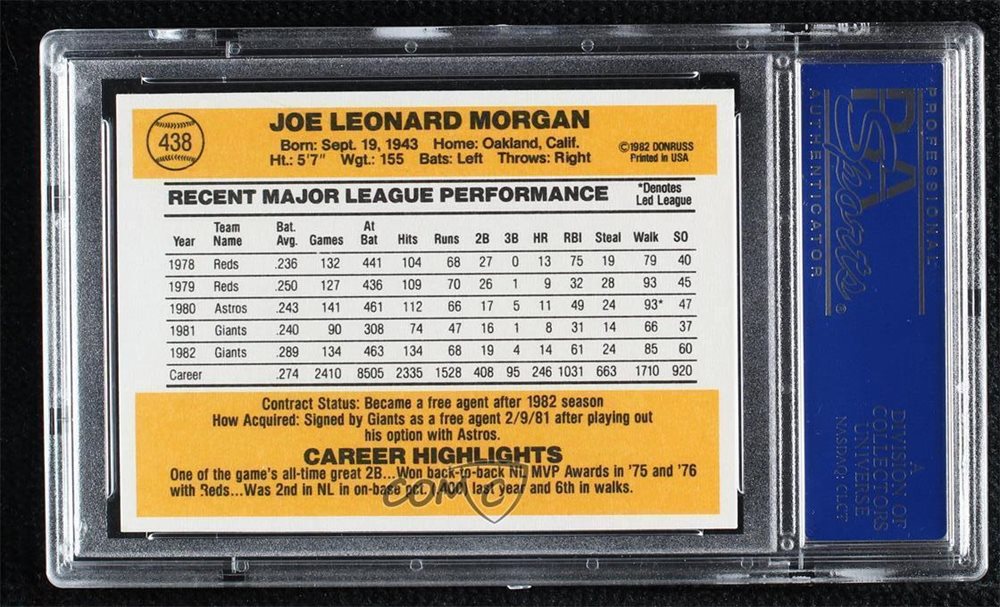 438
JOE LEONARD MORGAN
Born: Sept. 19, 1943 Home: Oakland, Calif.
Ht.: 5'7" Wgt.: 155 Bats: Left Throws: Right
©1982 DONRUSS
Printed in USA
RECENT MAJOR LEAGUE PERFORMANCE
*Denotes
Led League
Year Team Name Bat. Avg. Games At Bat Hits Runs 2B 3B HR RBI Steal Walk SO
1978 Reds .236 132 441 104 68 27 0 13 75 19 79 40
1979 Reds .250 127 436 109 70 26 1 9 32 28 93 45
1980 Astros .243 141 461 112 66 17 5 11 49 24 93* 47
1981 Giants .240 90 308 74 47 16 1 8 31 14 66 37
1982 Giants .289 134 463 134 68 19 4 14 61 24 85 60
Career .274 2410 8505 2335 1528 408 95 246 1031 663 1710 920
Contract Status: Became a free agent after 1982 season
How Acquired: Signed by Giants as a free agent 2/9/81 after playing out
his option with Astros.
CAREER HIGHLIGHTS
One of the game's all-time great 2B...Won back-to-back NL MVP Awards in '75 and '76
with Reds...Was 2nd in NL in on-base pct. (.400) last year and 6th in walks.
COMC
PROFESSIONAL
PSA
Sports
®
AUTHENTICATOR
A
DIVISION OF
COLLECTORS
UNIVERSE
NASDAQ: CLCT